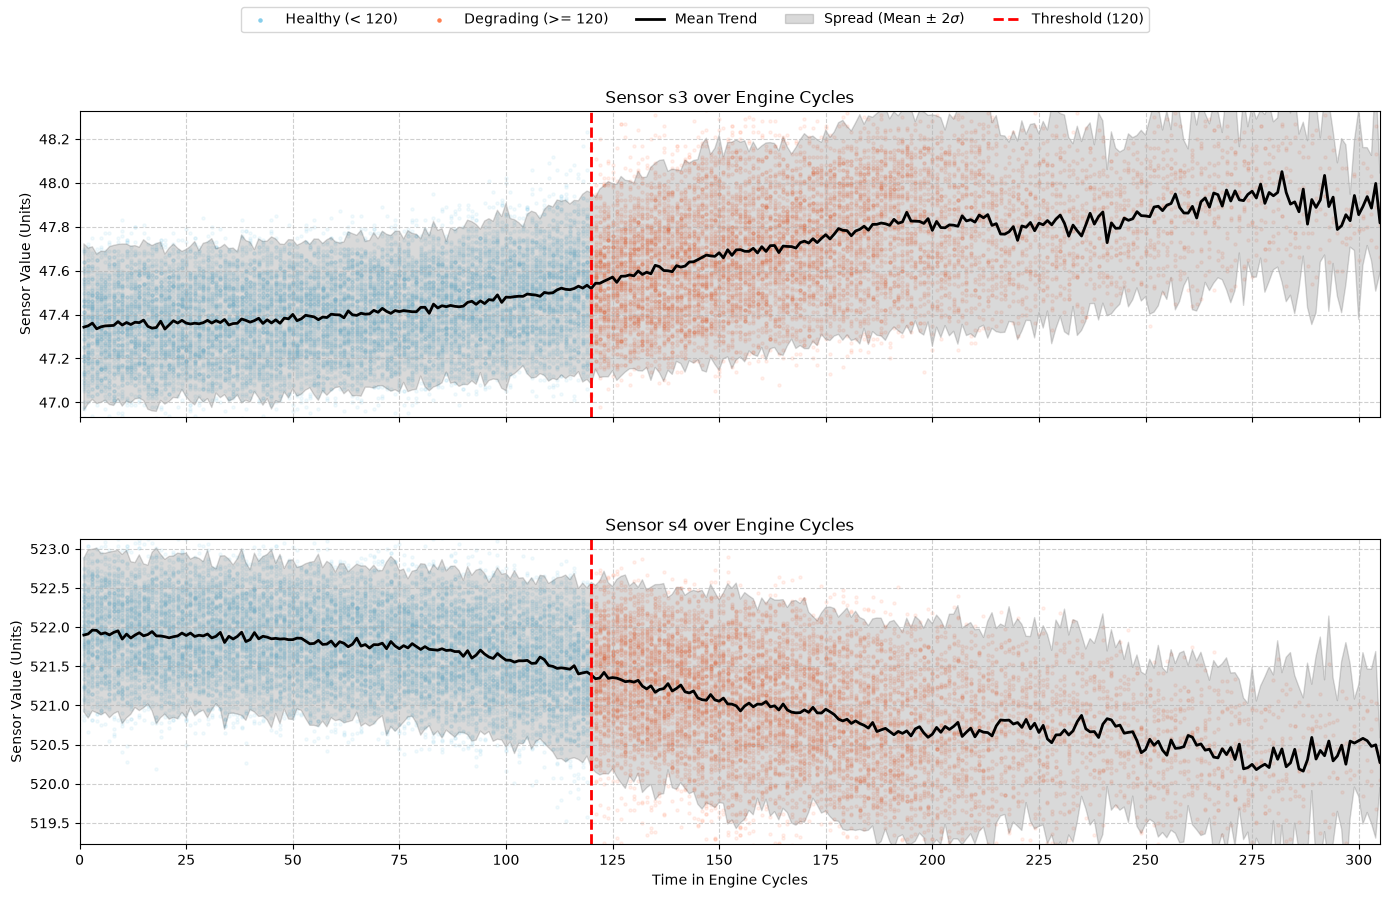 Healthy (< 120) Degrading (>= 120) Mean Trend Spread (Mean ± 2σ) Threshold (120)
Sensor s3 over Engine Cycles
Sensor Value (Units)
48.2
48.0
47.8
47.6
47.4
47.2
47.0
Sensor s4 over Engine Cycles
Sensor Value (Units)
523.0
522.5
522.0
521.5
521.0
520.5
520.0
519.5
0 25 50 75 100 125 150 175 200 225 250 275 300
Time in Engine Cycles